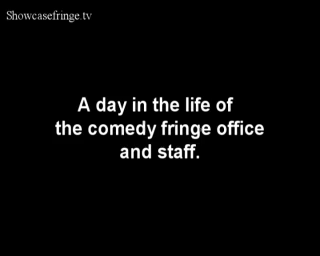 Showcasefringe.tv
A day in the life of
the comedy fringe office
and staff.